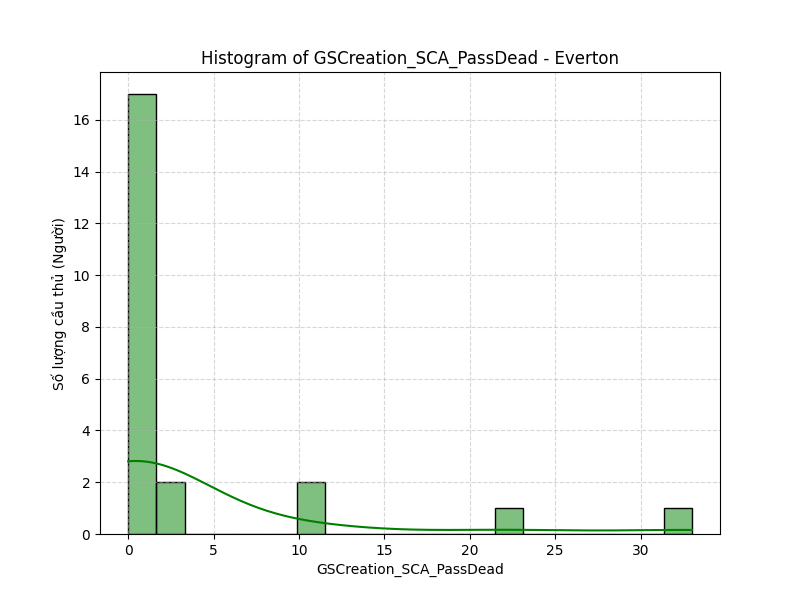 Histogram of GSCreation_SCA_PassDead - Everton
Số lượng cầu thủ (Người)
16
14
12
10
8
6
4
2
0
0 5 10 15 20 25 30
GSCreation_SCA_PassDead